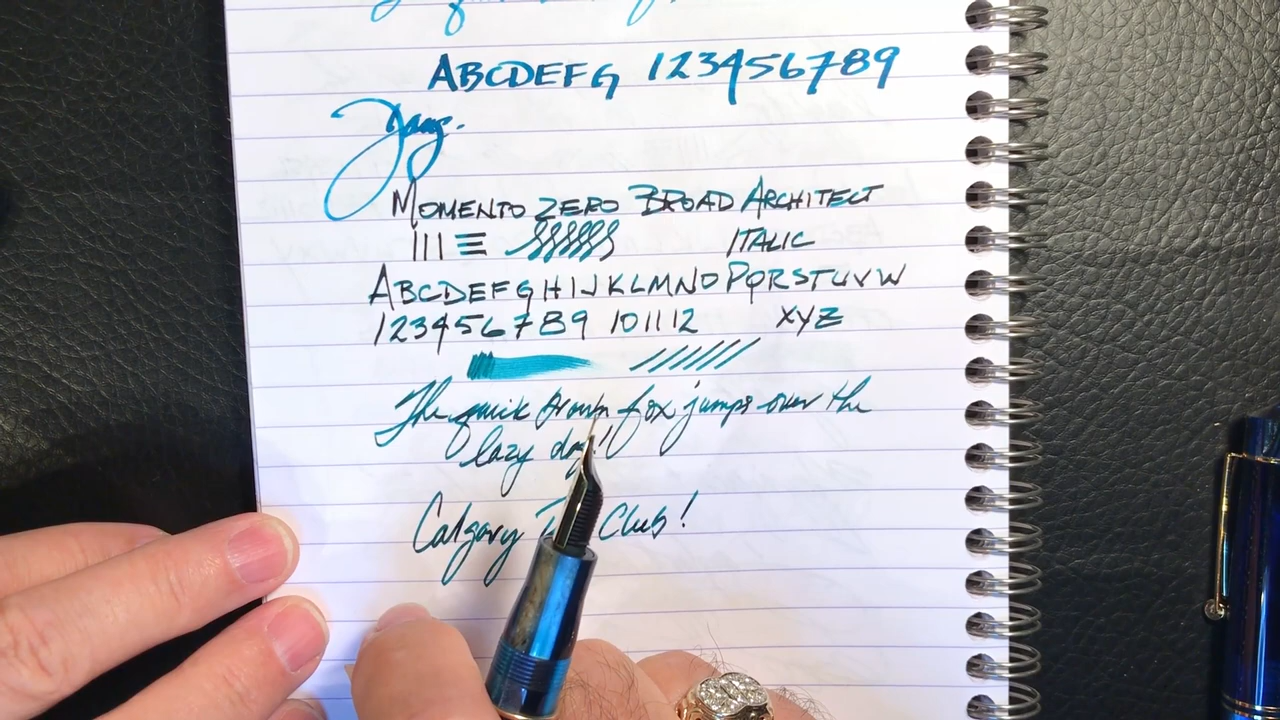 ABCDEFG 123456789
MOMENTO ZERO BROAD ARCHITECT
ITALIC
ABCDEFGHIJKLMNOPQRSTUVW
123456789 101112 XYZ
The quick brown fox jumps over the
lazy dog!!
Calgary Club!